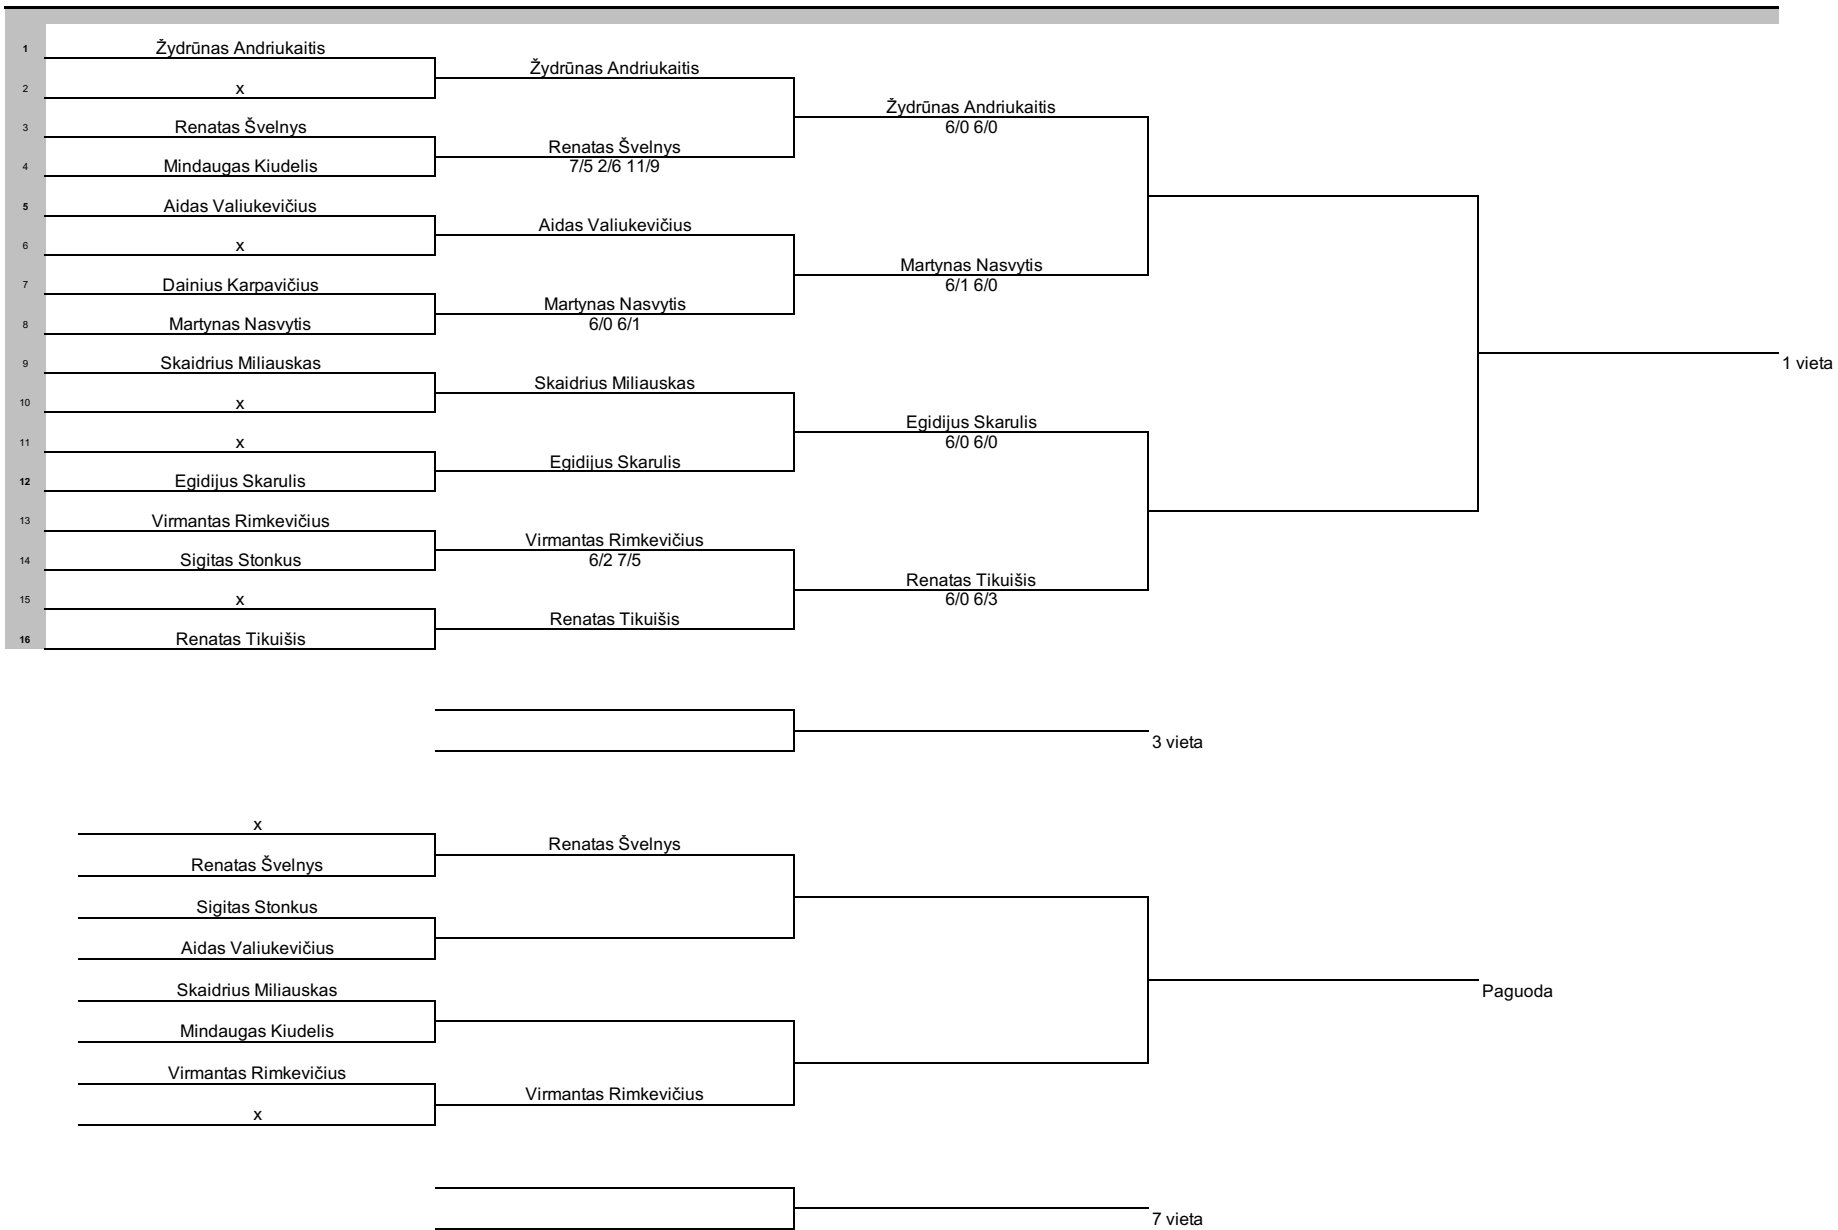 1
Žydrūnas Andriukaitis
Žydrūnas Andriukaitis
2
x
Žydrūnas Andriukaitis
6/0 6/0
3
Renatas Švelnys
Renatas Švelnys
7/5 2/6 11/9
4
Mindaugas Kiudelis
5
Aidas Valiukevičius
Aidas Valiukevičius
6
x
Martynas Nasvytis
6/1 6/0
7
Dainius Karpavičius
Martynas Nasvytis
6/0 6/1
8
Martynas Nasvytis
9
Skaidrius Miliauskas
1 vieta
Skaidrius Miliauskas
10
x
Egidijus Skarulis
6/0 6/0
11
x
Egidijus Skarulis
12
Egidijus Skarulis
13
Virmantas Rimkevičius
Virmantas Rimkevičius
6/2 7/5
14
Sigitas Stonkus
Renatas Tikuišis
6/0 6/3
15
x
Renatas Tikuišis
16
Renatas Tikuišis
3 vieta
x
Renatas Švelnys
Renatas Švelnys
Sigitas Stonkus
Aidas Valiukevičius
Skaidrius Miliauskas
Paguoda
Mindaugas Kiudelis
Virmantas Rimkevičius
Virmantas Rimkevičius
x
7 vieta